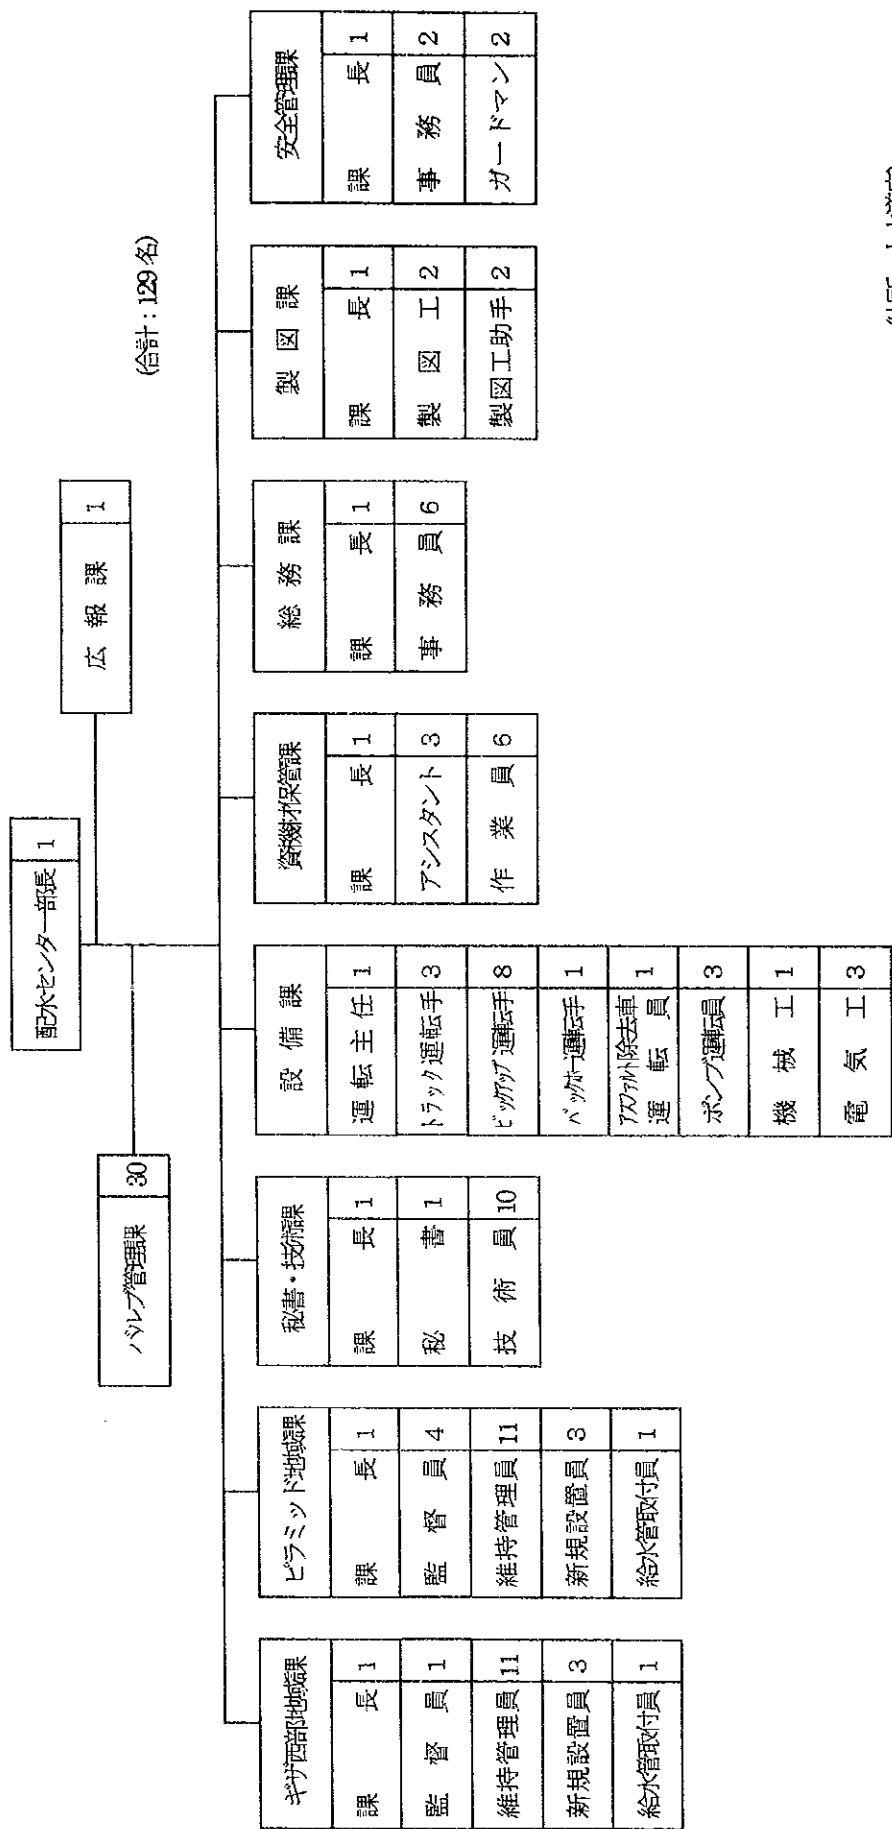 配水センター部長 1
広報課 1
(合計：129名)
バルブ管理課 30
ギザ西部地域課
課長 1
監督員 1
維持管理員 11
新規設置員 3
給水管取付員 1
ピラミッド地域課
課長 1
監督員 4
維持管理員 11
新規設置員 3
給水管取付員 1
秘書・技術課
課長 1
秘書 1
技術員 10
設備課
運転主任 1
トラック運転手 3
ピックアップ運転手 8
バックホー運転手 1
アスファルト除去車
運転員 1
ポンプ運転員 3
機械工 1
電気工 3
資機材保管課
課長 1
アシスタント 3
作業員 6
総務課
課長 1
事務員 6
製図課
課長 1
製図工 2
製図工助手 2
安全管理課
課長 1
事務員 2
ガードマン 2